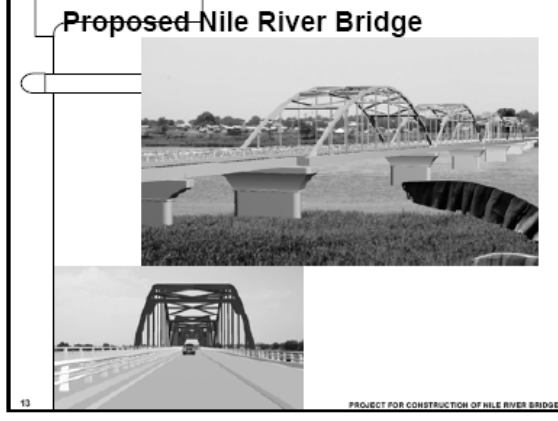 Proposed Nile River Bridge
13
PROJECT FOR CONSTRUCTION OF NILE RIVER BRIDGE